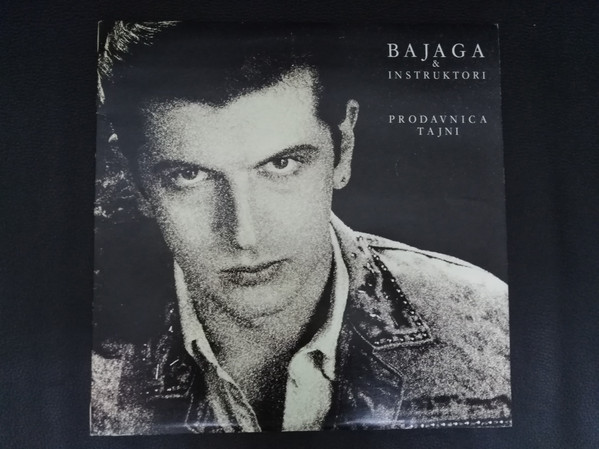 BAJAGA
&
INSTRUKTORI
PRODAVNICA
TAJNI